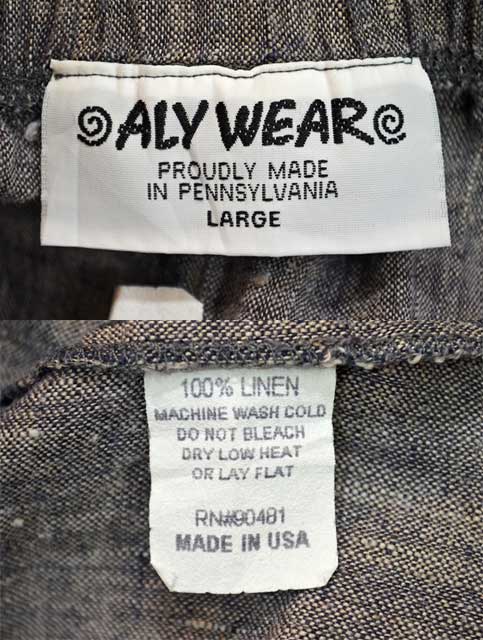 ALY WEAR
PROUDLY MADE
IN PENNSYLVANIA
LARGE
100% LINEN
MACHINE WASH COLD
DO NOT BLEACH
DRY LOW HEAT
OR LAY FLAT
RN#90481
MADE IN USA